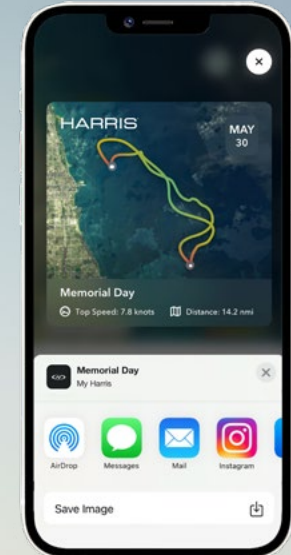 HARRIS
MAY
30
Memorial Day
Top Speed: 7.8 knots Distance: 14.2 nmi
Memorial Day
My Harris
AirDrop Messages Mail Instagram
Save Image